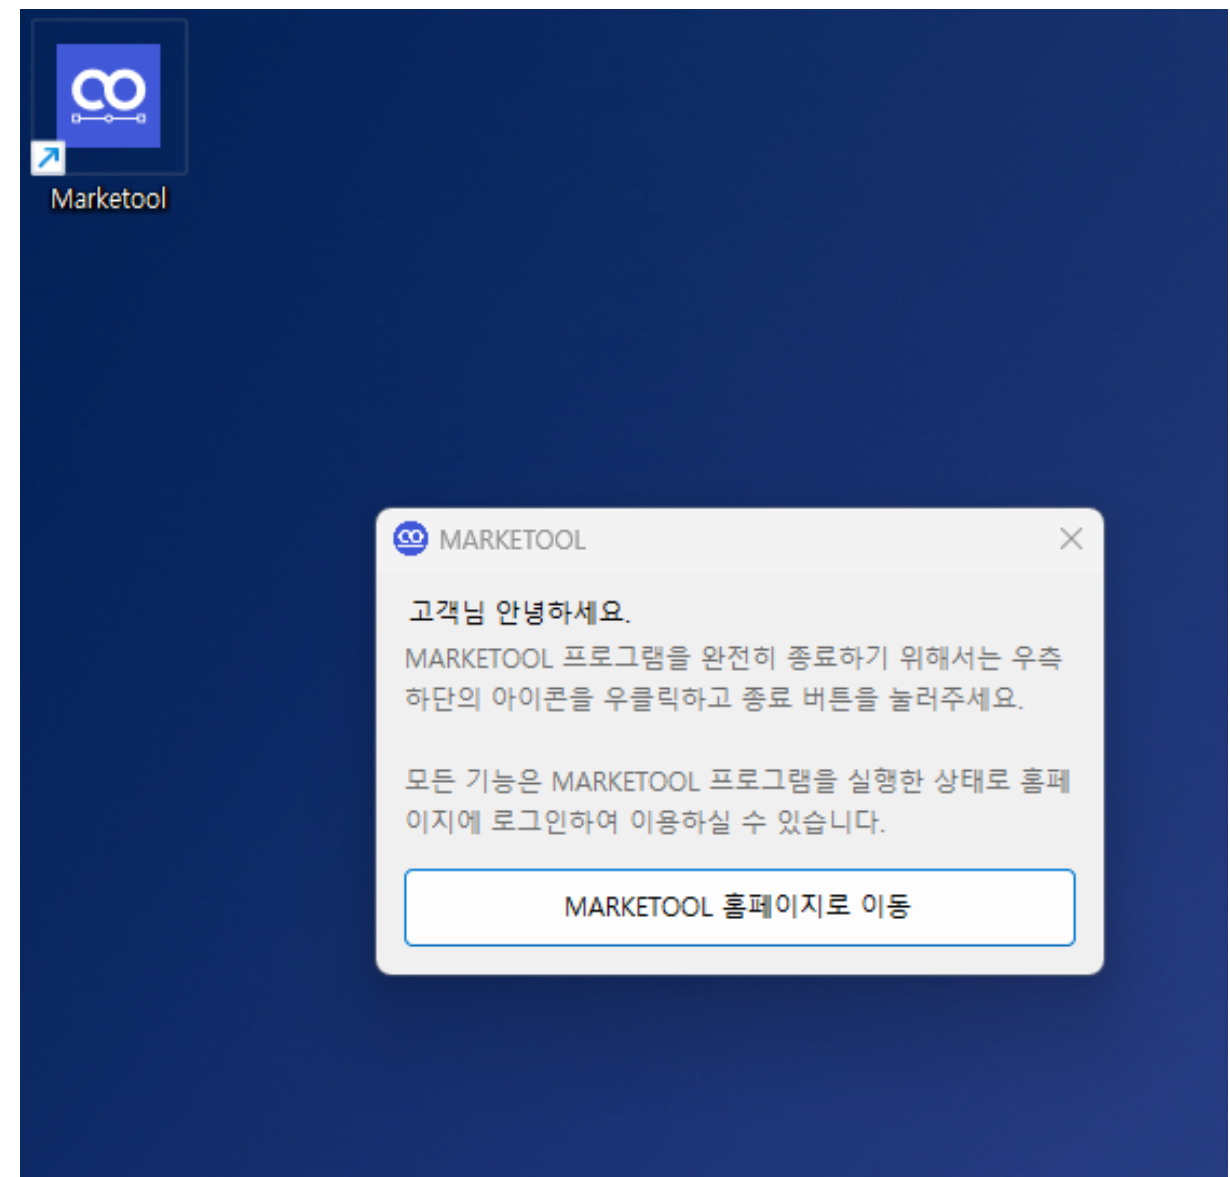 Marketool
MARKETOOL
고객님 안녕하세요.
MARKETOOL 프로그램을 완전히 종료하기 위해서는 우측
하단의 아이콘을 우클릭하고 종료 버튼을 눌러주세요.
모든 기능은 MARKETOOL 프로그램을 실행한 상태로 홈페
이지에 로그인하여 이용하실 수 있습니다.
MARKETOOL 홈페이지로 이동